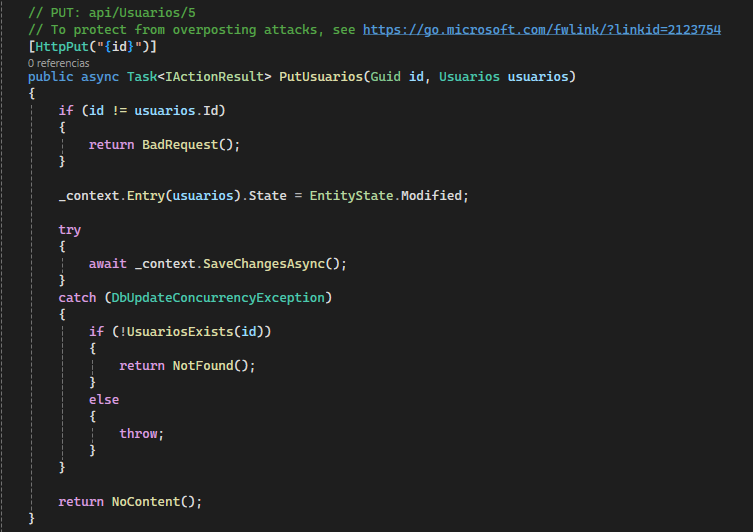 // PUT: api/Usuarios/5
// To protect from overposting attacks, see https://go.microsoft.com/fwlink/?linkid=2123754
[HttpPut("{id}")]
0 referencias
public async Task<IActionResult> PutUsuarios(Guid id, Usuarios usuarios)
{
    if (id != usuarios.Id)
    {
        return BadRequest();
    }

    _context.Entry(usuarios).State = EntityState.Modified;

    try
    {
        await _context.SaveChangesAsync();
    }
    catch (DbUpdateConcurrencyException)
    {
        if (!UsuariosExists(id))
        {
            return NotFound();
        }
        else
        {
            throw;
        }
    }

    return NoContent();
}